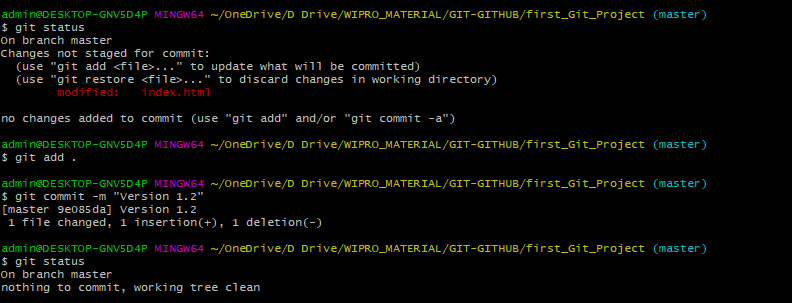 admin@DESKTOP-GNV5D4P MINGW64 ~/OneDrive/D Drive/WIPRO_MATERIAL/GIT-GITHUB/first_Git_Project (master)
$ git status
On branch master
Changes not staged for commit:
  (use "git add <file>..." to update what will be committed)
  (use "git restore <file>..." to discard changes in working directory)
        modified:   index.html

no changes added to commit (use "git add" and/or "git commit -a")

admin@DESKTOP-GNV5D4P MINGW64 ~/OneDrive/D Drive/WIPRO_MATERIAL/GIT-GITHUB/first_Git_Project (master)
$ git add .

admin@DESKTOP-GNV5D4P MINGW64 ~/OneDrive/D Drive/WIPRO_MATERIAL/GIT-GITHUB/first_Git_Project (master)
$ git commit -m "Version 1.2"
[master 9e085da] Version 1.2
 1 file changed, 1 insertion(+), 1 deletion(-)

admin@DESKTOP-GNV5D4P MINGW64 ~/OneDrive/D Drive/WIPRO_MATERIAL/GIT-GITHUB/first_Git_Project (master)
$ git status
On branch master
nothing to commit, working tree clean